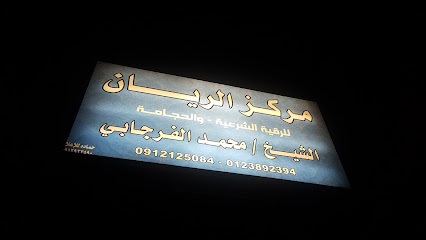 مركز الريان
للرقية الشرعية - والحجامة
الشيخ / محمد الفرجابي
0912125084 - 0123892394